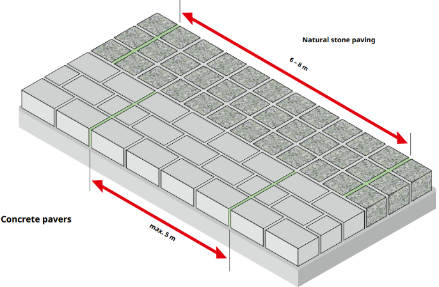 Natural stone paving
6 – 8 m
Concrete pavers
max. 5 m